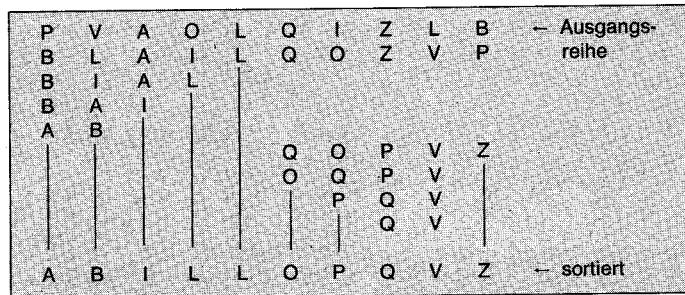 P V A O L Q I Z L B ← Ausgangs-
B L A I L Q O Z V P reihe
B I A L
B A I
A B
Q O P V Z
O Q P V
P Q V
Q V
A B I L L O P Q V Z ← sortiert